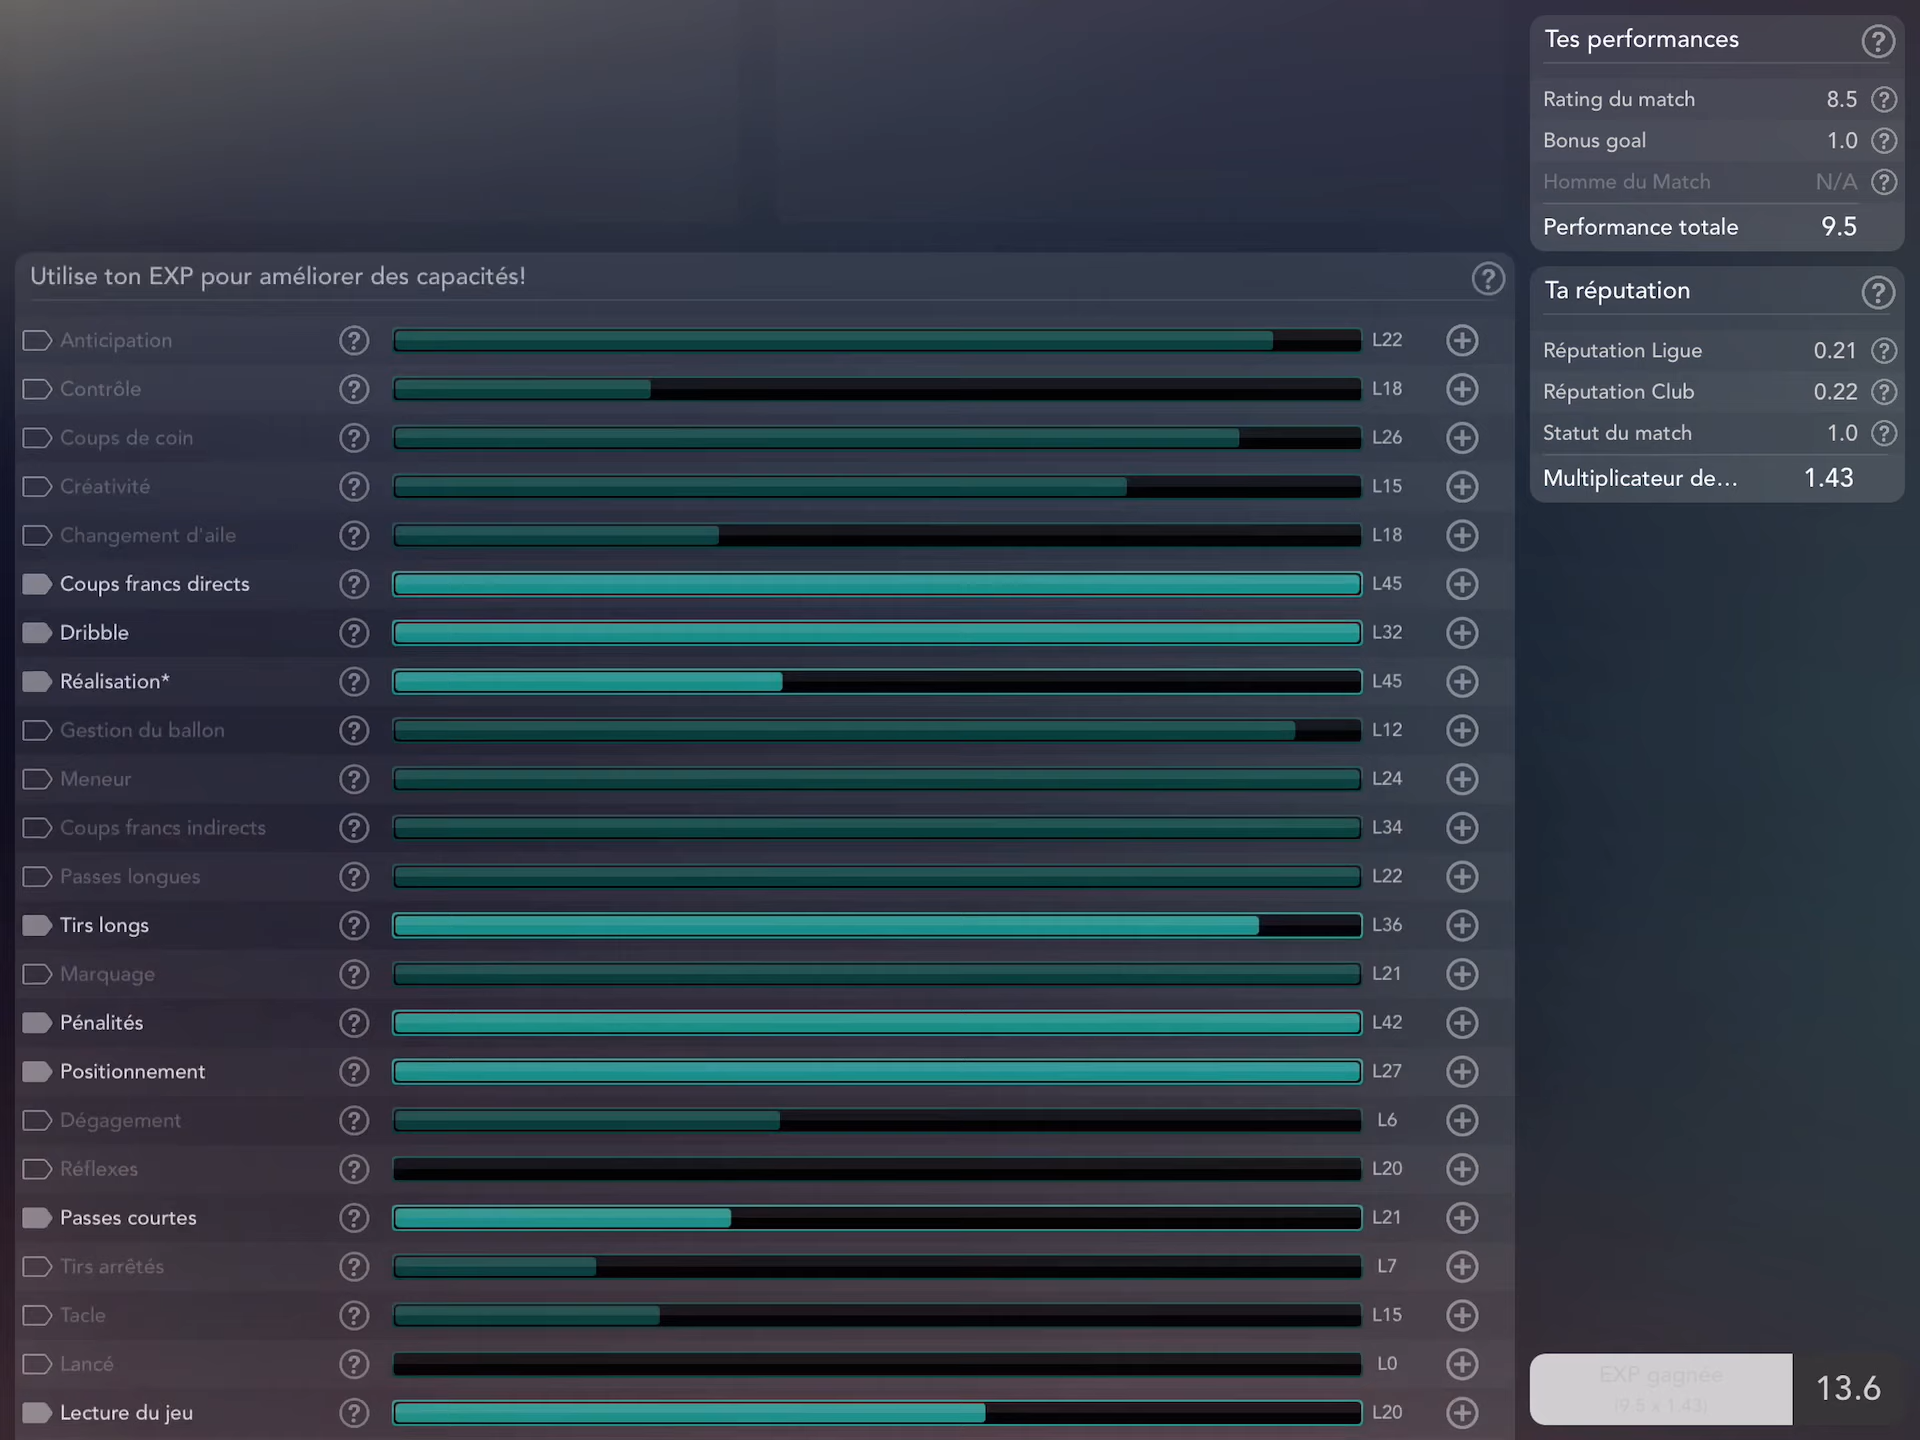 Tes performances
Rating du match 8.5
Bonus goal 1.0
Homme du Match N/A
Performance totale 9.5
Ta réputation
Réputation Ligue 0.21
Réputation Club 0.22
Statut du match 1.0
Multiplicateur de... 1.43
Utilise ton EXP pour améliorer des capacités!
Anticipation L22
Contrôle L18
Coups de coin L26
Créativité L15
Changement d'aile L18
Coups francs directs L45
Dribble L32
Réalisation* L45
Gestion du ballon L12
Meneur L24
Coups francs indirects L34
Passes longues L22
Tirs longs L36
Marquage L21
Pénalités L42
Positionnement L27
Dégagement L6
Réflexes L20
Passes courtes L21
Tirs arrêtés L7
Tacle L15
Lancé L0
Lecture du jeu L20
EXP gagnée 13.6
(9.5 x 1.43)